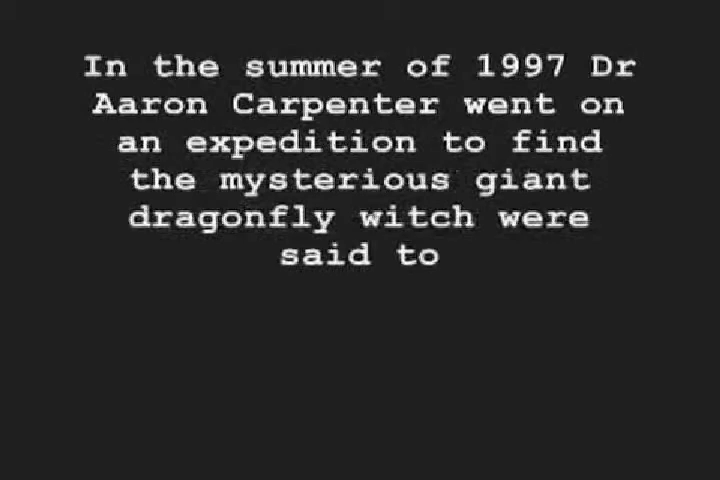 In the summer of 1997 Dr
Aaron Carpenter went on
an expedition to find
the mysterious giant
dragonfly witch were
said to